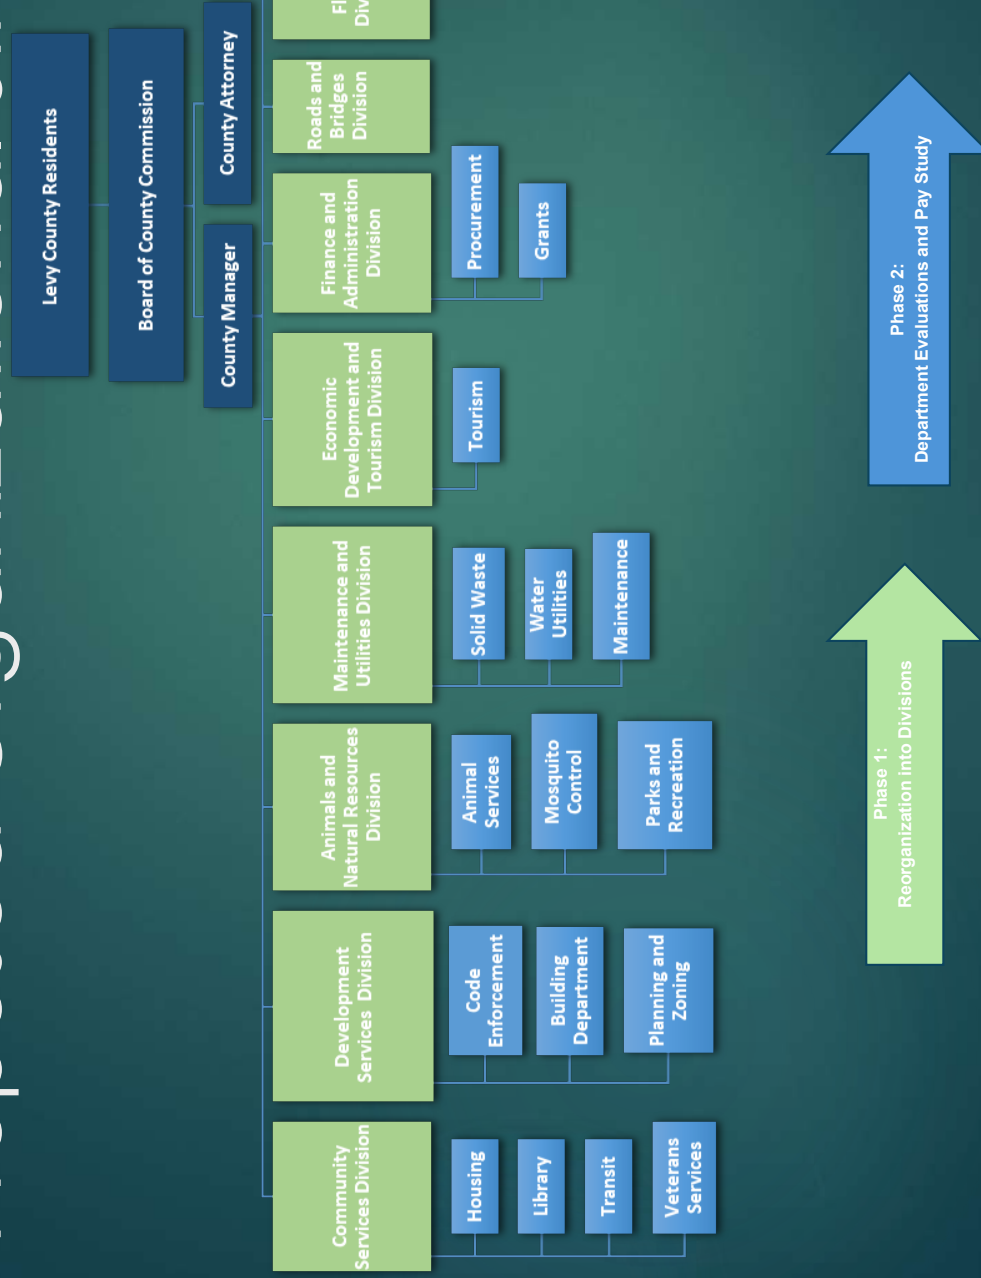 Levy County Residents
Board of County Commission
County Manager
County Attorney
Community
Services Division
Development
Services Division
Animals and
Natural Resources
Division
Maintenance and
Utilities Division
Economic
Development and
Tourism Division
Finance and
Administration
Division
Roads and
Bridges
Division
Housing
Library
Transit
Veterans
Services
Code
Enforcement
Building
Department
Planning and
Zoning
Animal
Services
Mosquito
Control
Parks and
Recreation
Solid Waste
Water
Utilities
Maintenance
Tourism
Procurement
Grants
Phase 1:
Reorganization into Divisions
Phase 2:
Department Evaluations and Pay Study